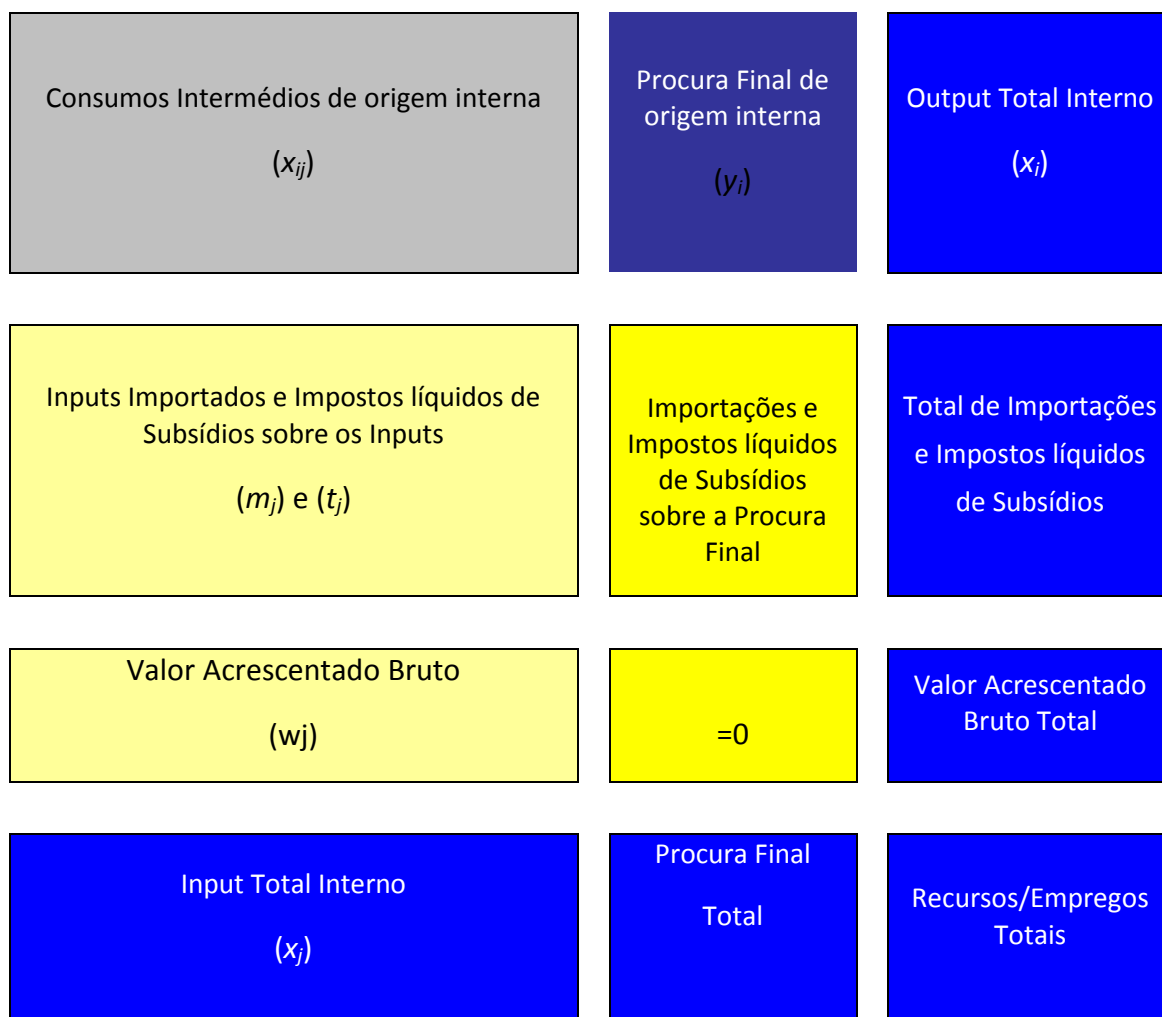 Consumos Intermédios de origem interna
(xij)
Procura Final de
origem interna
(yi)
Output Total Interno
(xi)
Inputs Importados e Impostos líquidos de
Subsídios sobre os Inputs
(mj) e (tj)
Importações e
Impostos líquidos
de Subsídios
sobre a Procura
Final
Total de Importações
e Impostos líquidos
de Subsídios
Valor Acrescentado Bruto
(wj)
=0
Valor Acrescentado
Bruto Total
Input Total Interno
(xj)
Procura Final
Total
Recursos/Empregos
Totais